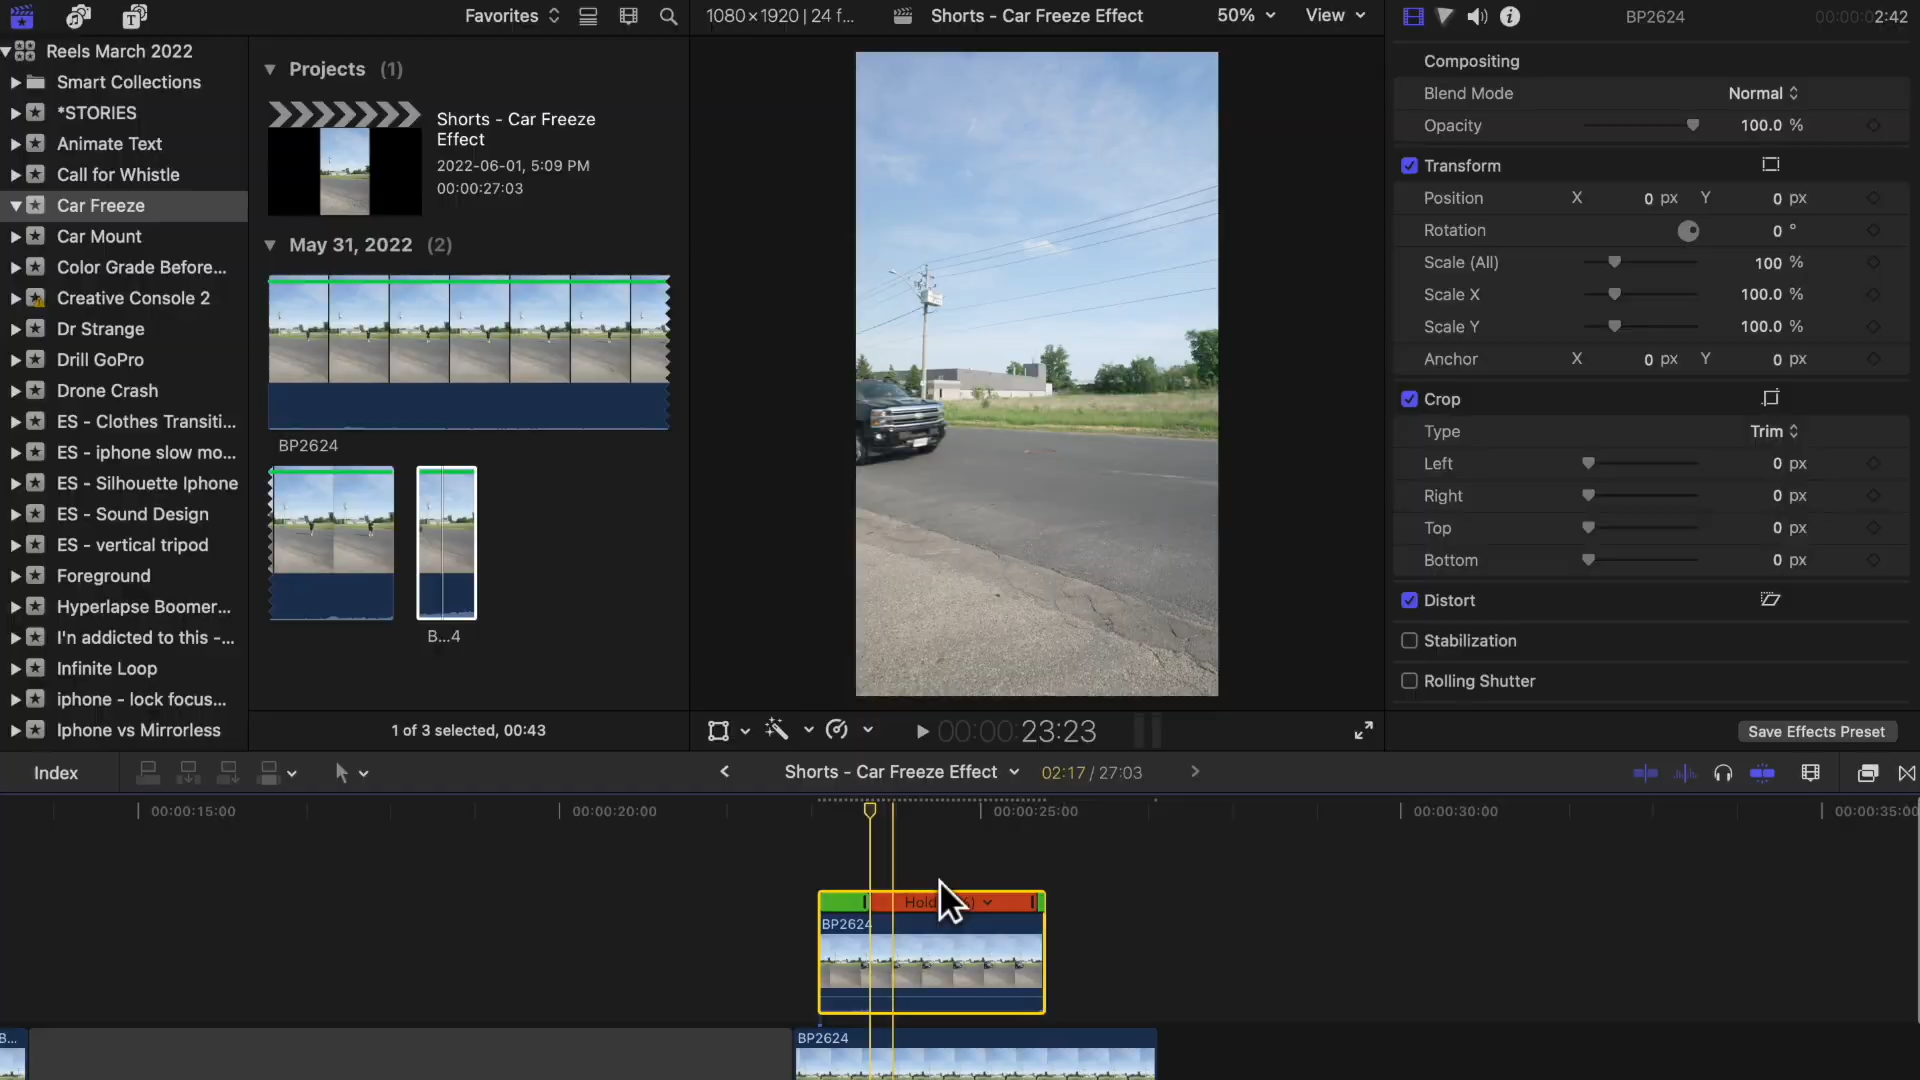 Favorites
1080×1920 | 24 f...
Shorts - Car Freeze Effect
50%
View
BP2624
00:00:02:42
Reels March 2022
Smart Collections
*STORIES
Animate Text
Call for Whistle
Car Freeze
Car Mount
Color Grade Before...
Creative Console 2
Dr Strange
Drill GoPro
Drone Crash
ES - Clothes Transiti...
ES - iphone slow mo...
ES - Silhouette Iphone
ES - Sound Design
ES - vertical tripod
Foreground
Hyperlapse Boomer...
I'n addicted to this -...
Infinite Loop
iphone - lock focus...
Iphone vs Mirrorless
Projects (1)
Shorts - Car Freeze
Effect
2022-06-01, 5:09 PM
00:00:27:03
May 31, 2022 (2)
BP2624
B...4
1 of 3 selected, 00:43
00:00:23:23
Compositing
Blend Mode Normal
Opacity 100.0 %
Transform
Position X 0 px Y 0 px
Rotation 0 °
Scale (All) 100 %
Scale X 100.0 %
Scale Y 100.0 %
Anchor X 0 px Y 0 px
Crop
Type Trim
Left 0 px
Right 0 px
Top 0 px
Bottom 0 px
Distort
Stabilization
Rolling Shutter
Save Effects Preset
Index
Shorts - Car Freeze Effect
02:17 / 27:03
00:00:15:00
00:00:20:00
00:00:25:00
00:00:30:00
00:00:35:00
BP2624
B...
BP2624